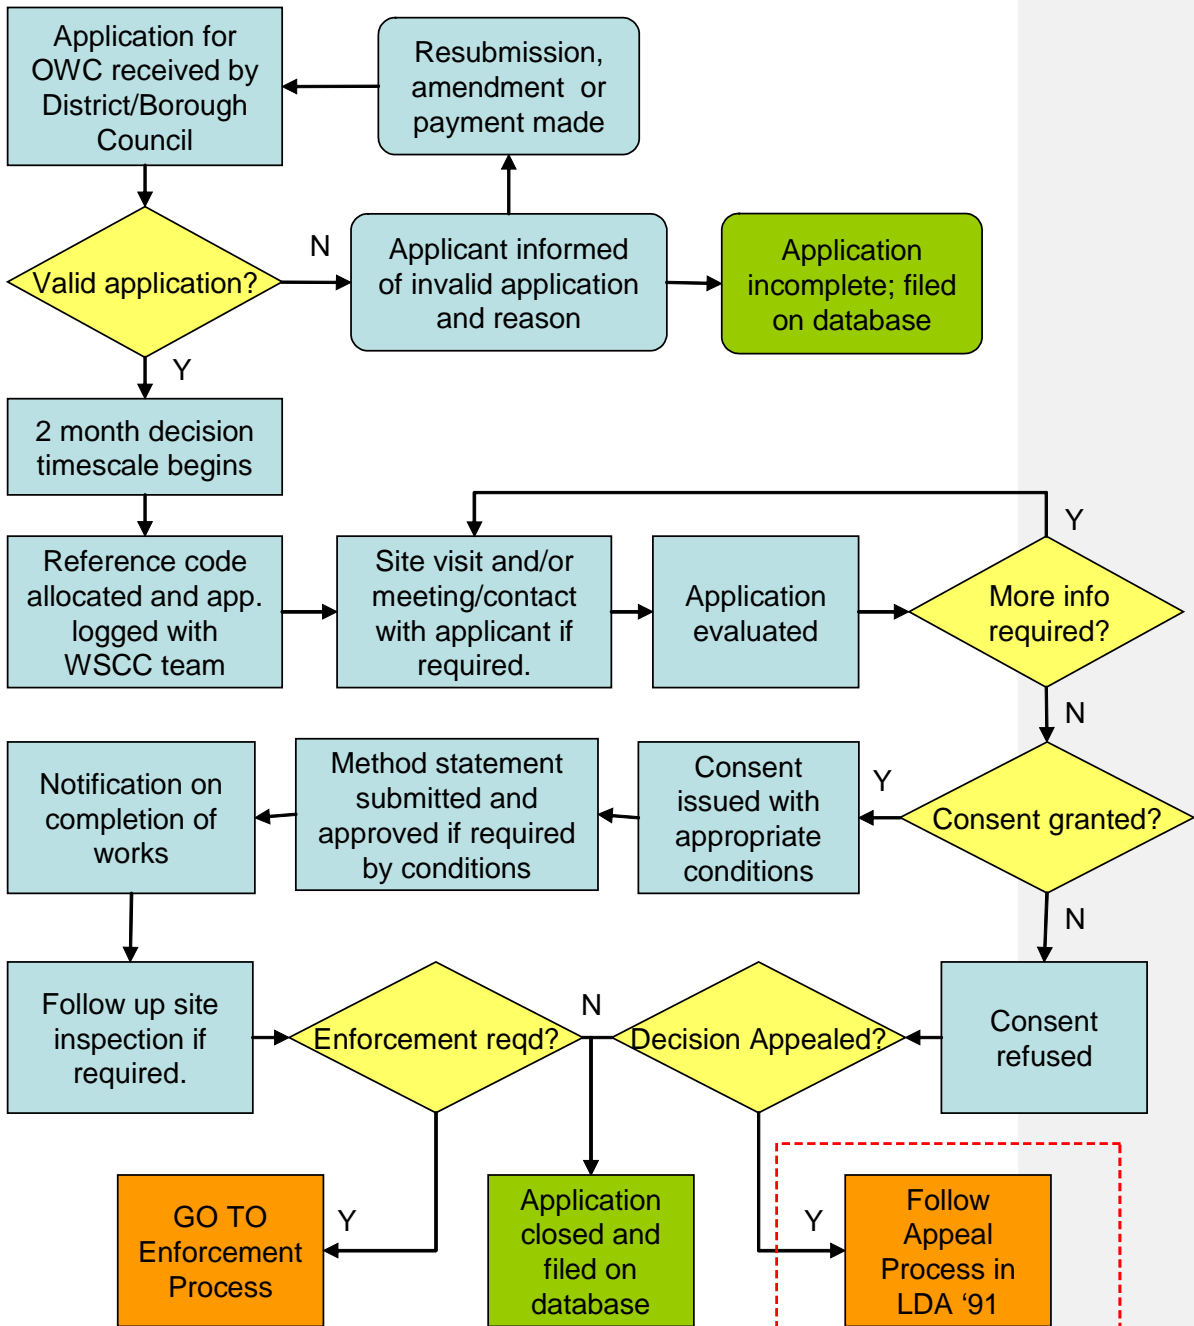 Application for
OWC received by
District/Borough
Council
Resubmission,
amendment or
payment made
Valid application?
N
Applicant informed
of invalid application
and reason
Application
incomplete; filed
on database
Y
2 month decision
timescale begins
Reference code
allocated and app.
logged with
WSCC team
Site visit and/or
meeting/contact
with applicant if
required.
Application
evaluated
Y
More info
required?
N
Consent granted?
Y
Consent
issued with
appropriate
conditions
Method statement
submitted and
approved if required
by conditions
Notification on
completion of
works
N
Follow up site
inspection if
required.
Enforcement reqd?
N
Decision Appealed?
Consent
refused
GO TO
Enforcement
Process
Y
Application
closed and
filed on
database
Y
Follow
Appeal
Process in
LDA ‘91